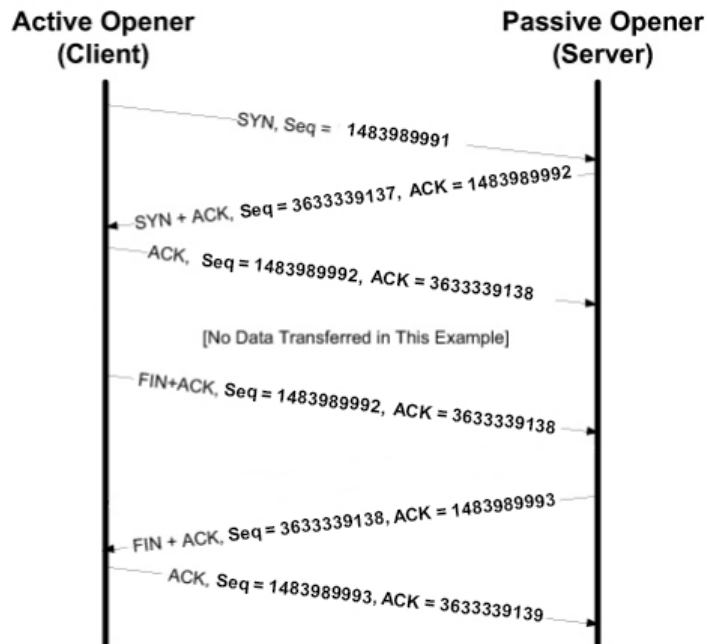 Active Opener
(Client)
Passive Opener
(Server)
SYN, Seq = 1483989991
SYN + ACK, Seq = 3633339137, ACK = 1483989992
ACK, Seq = 1483989992, ACK = 3633339138
[No Data Transferred in This Example]
FIN+ACK, Seq = 1483989992, ACK = 3633339138
FIN + ACK, Seq = 3633339138, ACK = 1483989993
ACK, Seq = 1483989993, ACK = 3633339139